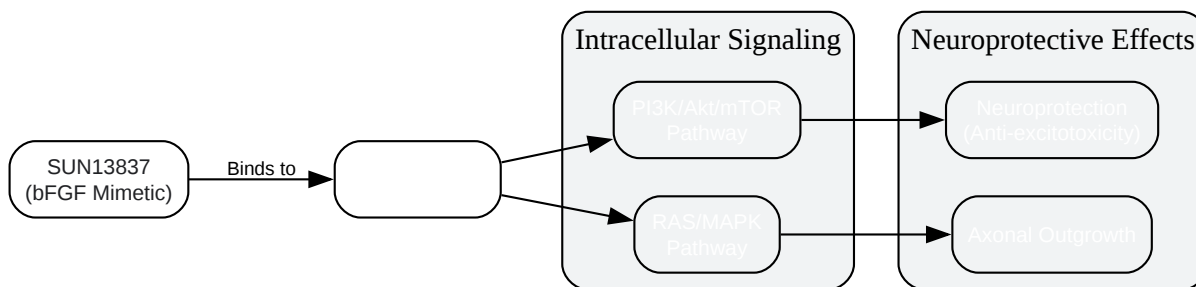 Intracellular Signaling
Neuroprotective Effects
PI3K/Akt/mTOR
Pathway
Neuroprotection
(Anti-excitotoxicity)
SUN13837
(bFGF Mimetic)
Binds to
RAS/MAPK
Pathway
Axonal Outgrowth